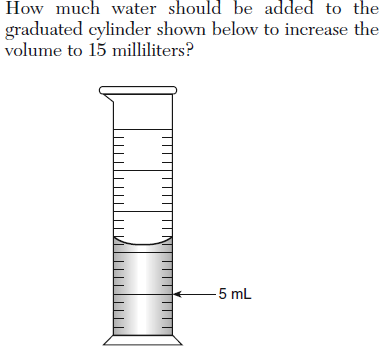 How much water should be added to the
graduated cylinder shown below to increase the
volume to 15 milliliters?
5 mL